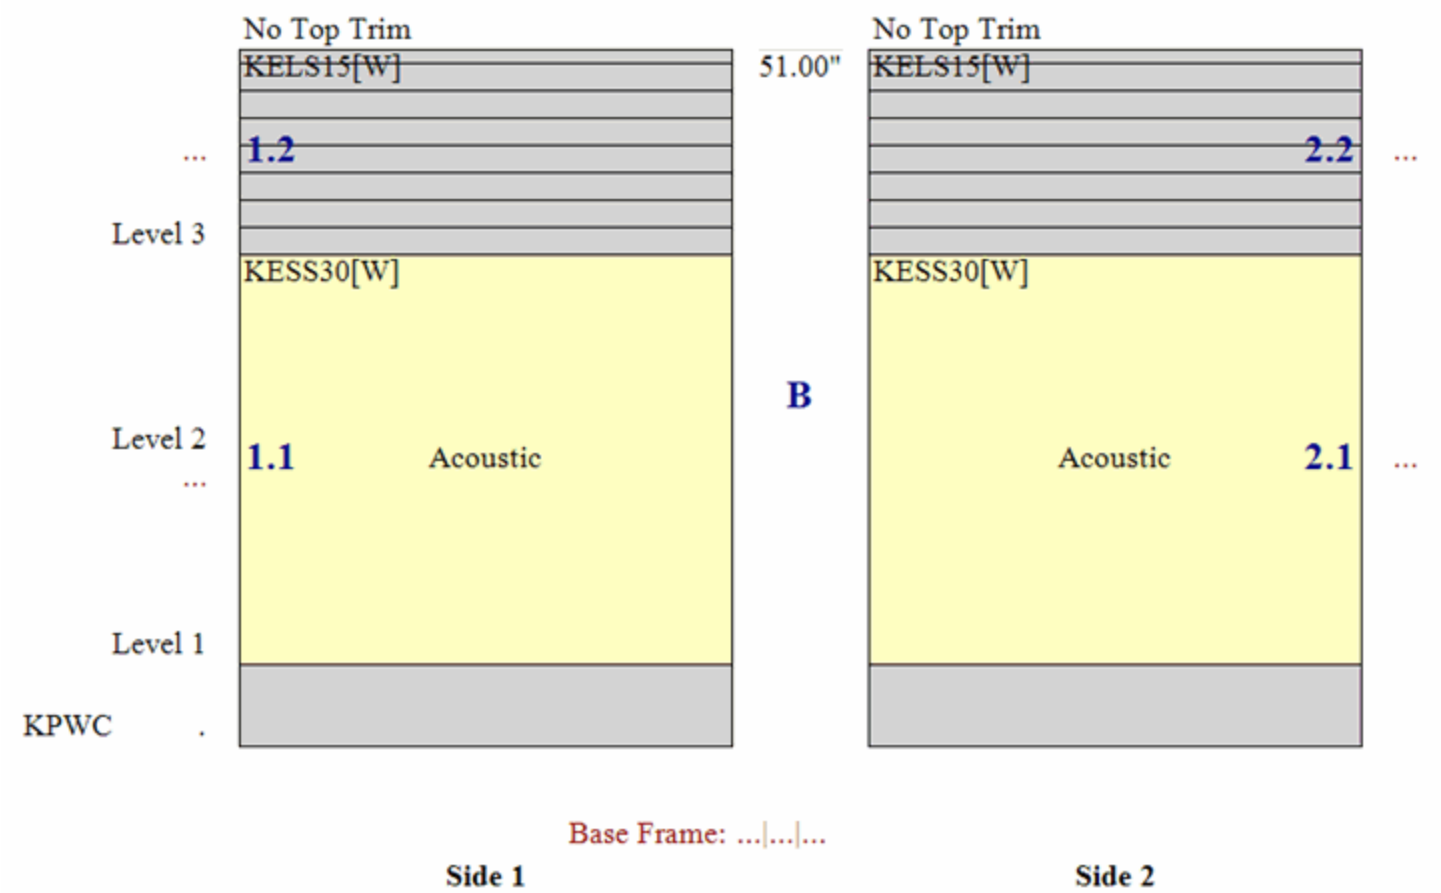 No Top Trim No Top Trim
KELS15[W] 51.00" KELS15[W]
... 1.2 2.2 ...
Level 3
KESS30[W] KESS30[W]
B
Level 2
1.1 Acoustic Acoustic 2.1 ...
...
Level 1
KPWC .
Base Frame: ...|...|...
Side 1 Side 2